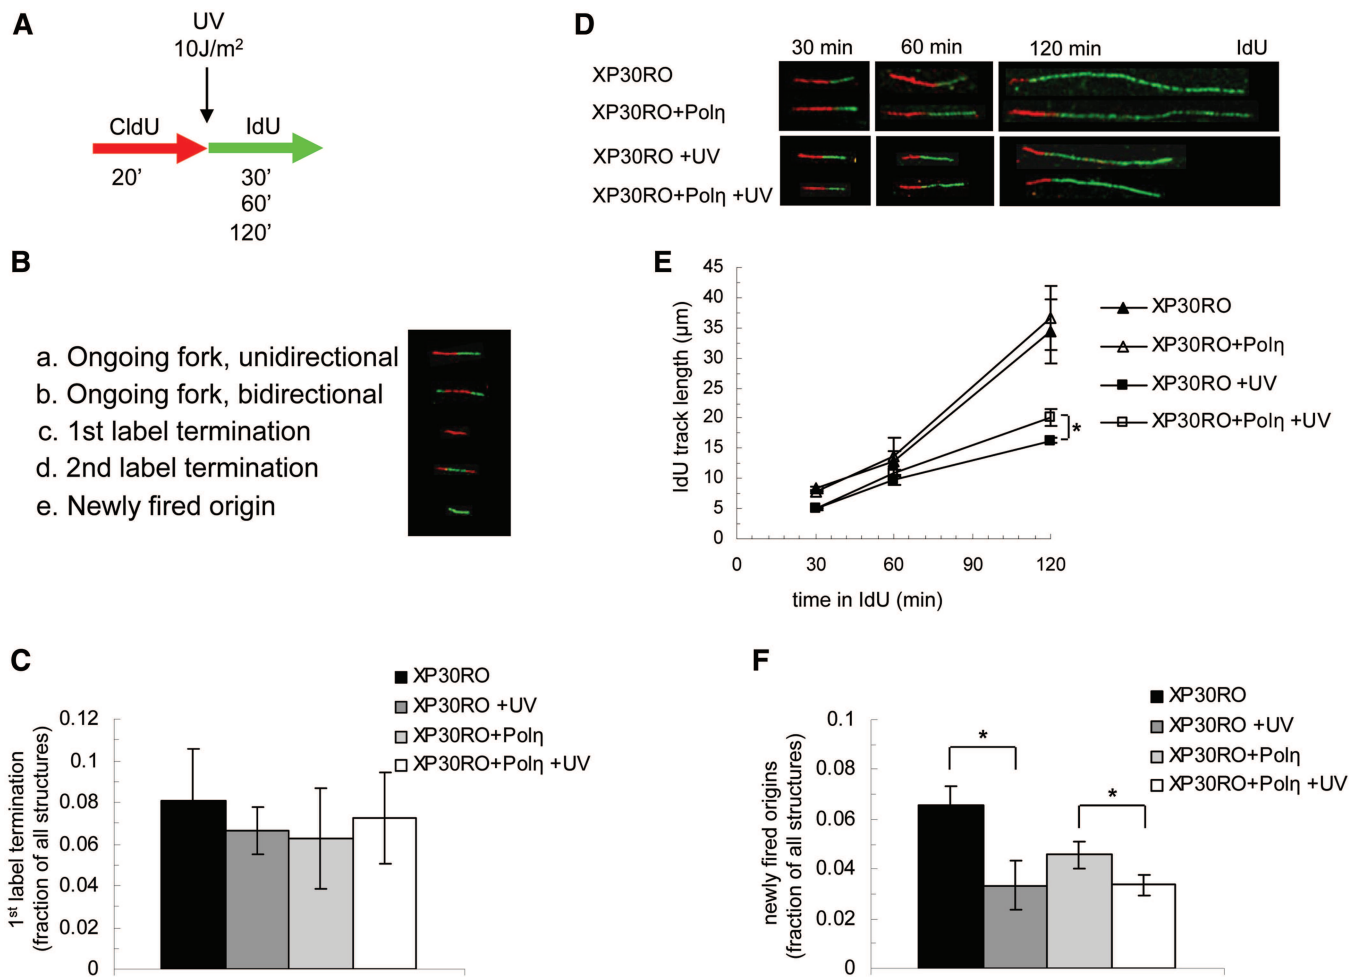 A
UV
10J/m²
CldU
IdU
20'
30'
60'
120'
B
a. Ongoing fork, unidirectional
b. Ongoing fork, bidirectional
c. 1st label termination
d. 2nd label termination
e. Newly fired origin
C
XP30RO
XP30RO +UV
XP30RO+Polη
XP30RO+Polη +UV
1st label termination
(fraction of all structures)
0.12
0.1
0.08
0.06
0.04
0.02
0
D
30 min
60 min
120 min
IdU
XP30RO
XP30RO+Polη
XP30RO +UV
XP30RO+Polη +UV
E
IdU track length (μm)
45
40
35
30
25
20
15
10
5
0
0
30
60
90
120
time in IdU (min)
XP30RO
XP30RO+Polη
XP30RO +UV
XP30RO+Polη +UV
*
F
XP30RO
XP30RO +UV
XP30RO+Polη
XP30RO+Polη +UV
newly fired origins
(fraction of all structures)
0.1
0.08
0.06
0.04
0.02
0
*
*